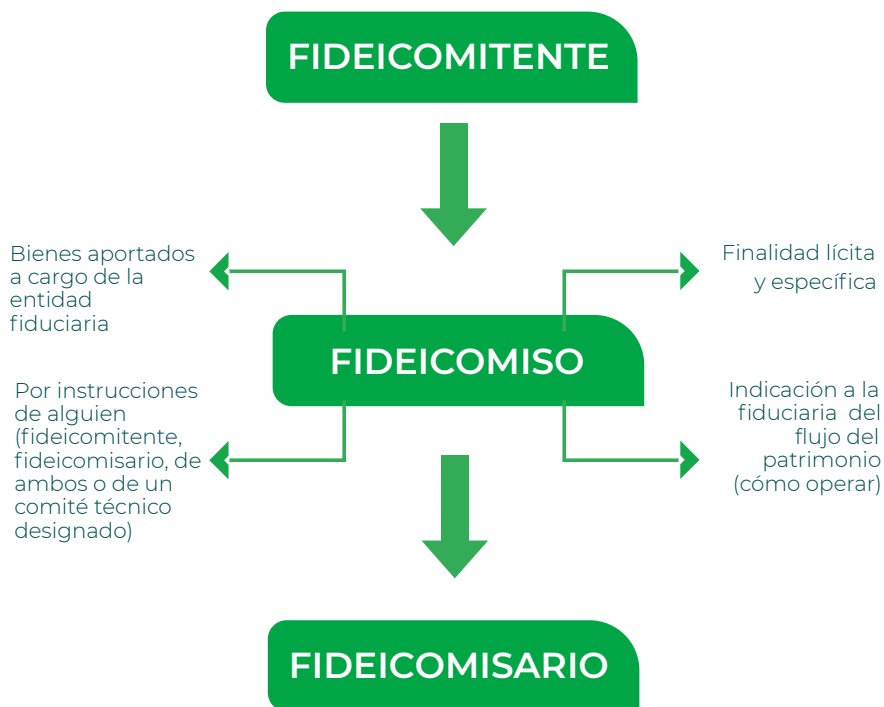 FIDEICOMITENTE
Bienes aportados
a cargo de la
entidad
fiduciaria
Finalidad lícita
y específica
FIDEICOMISO
Por instrucciones
de alguien
(fideicomitente,
fideicomisario, de
ambos o de un
comité técnico
designado)
Indicación a la
fiduciaria del
flujo del
patrimonio
(cómo operar)
FIDEICOMISARIO